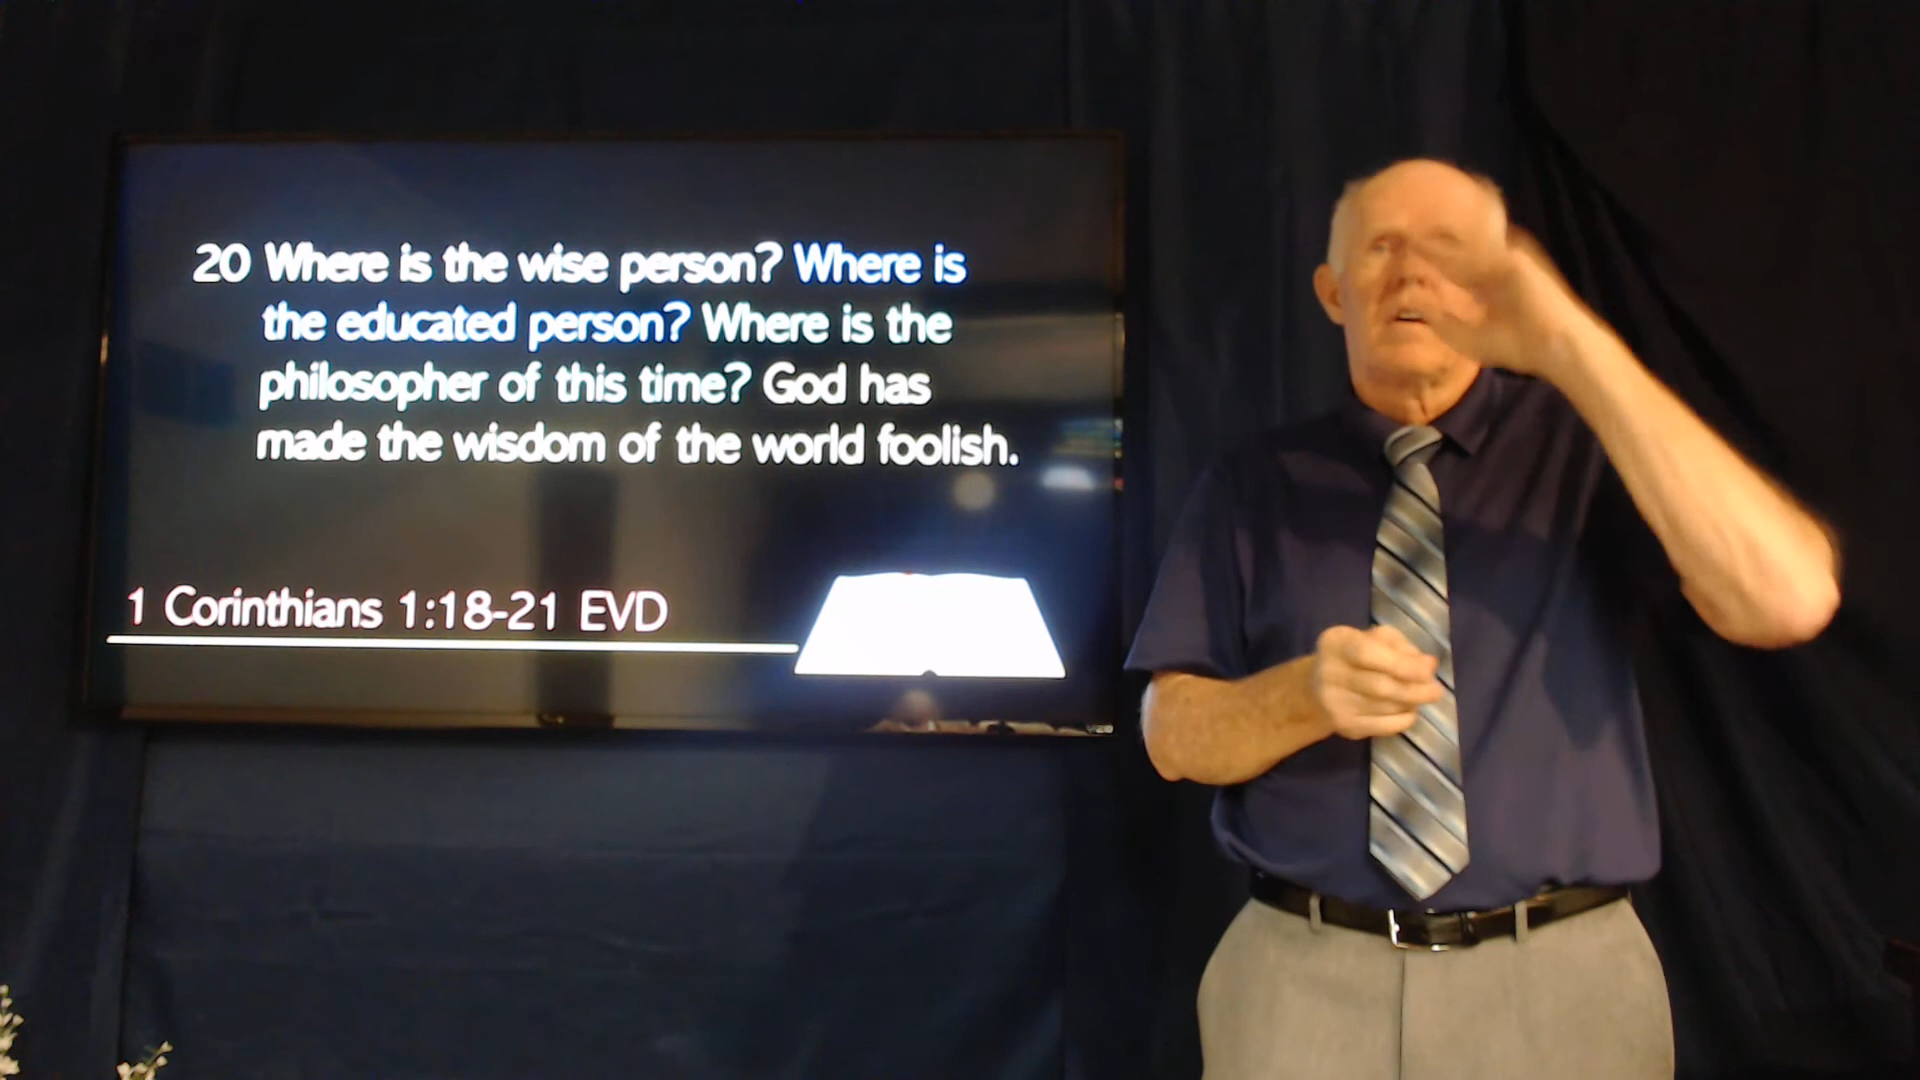 20 Where is the wise person? Where is
the educated person? Where is the
philosopher of this time? God has
made the wisdom of the world foolish.
1 Corinthians 1:18-21 EVD